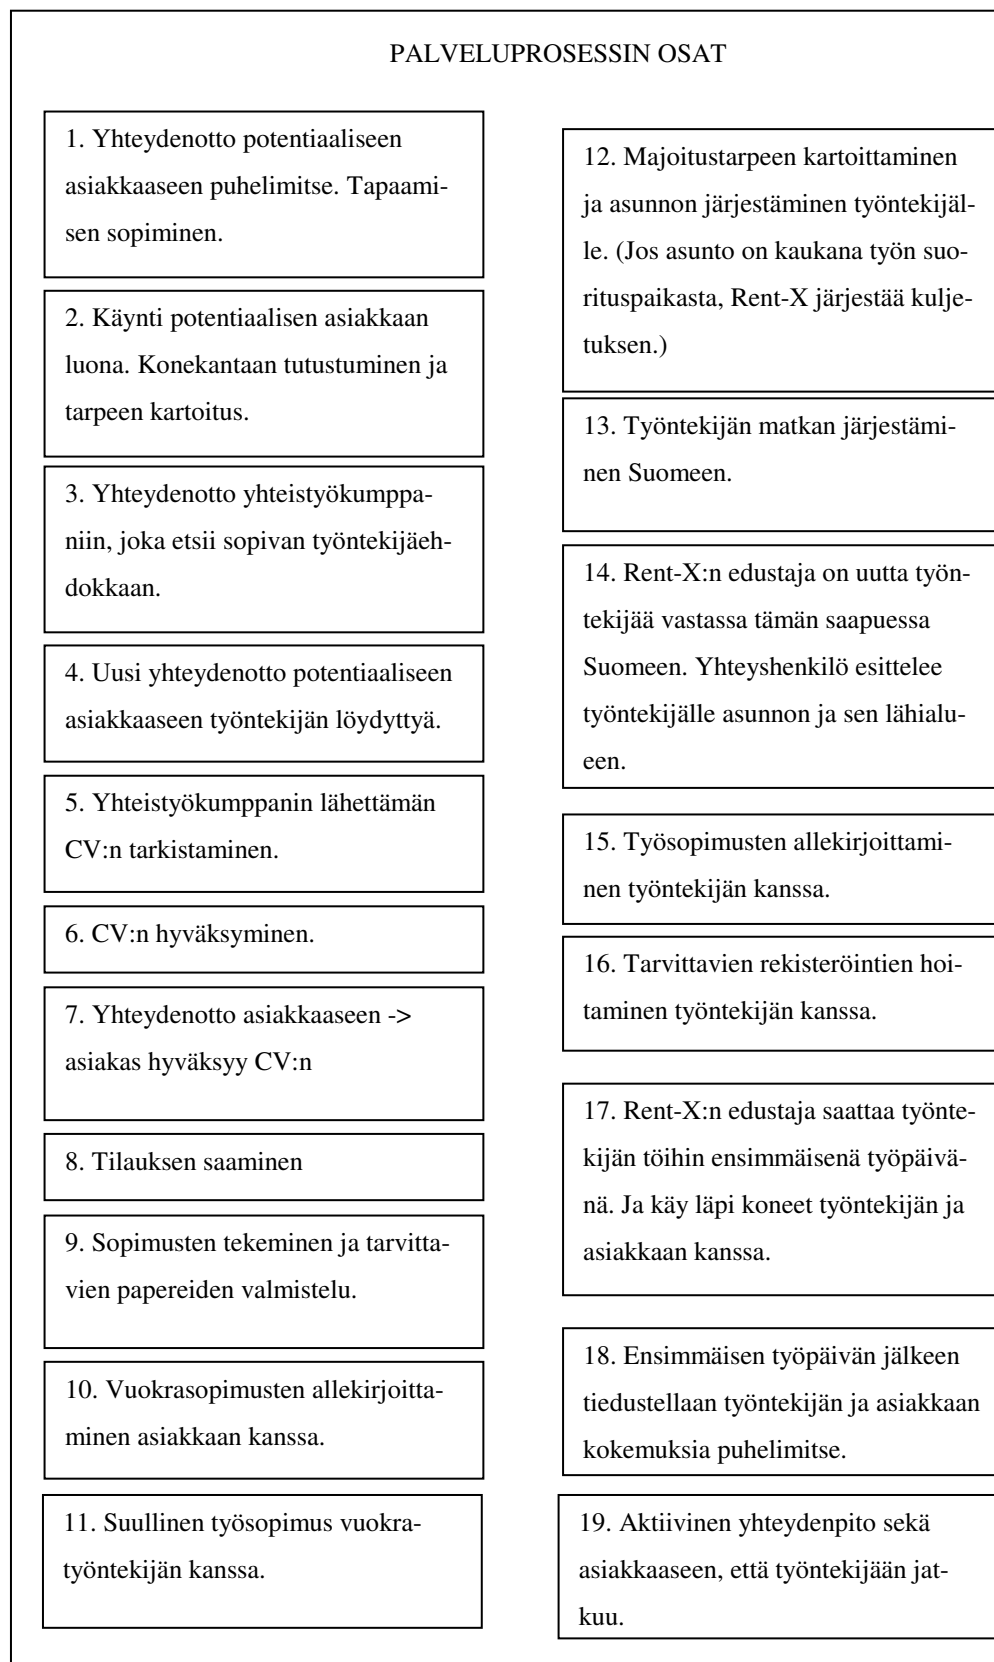 PALVELUPROSESSIN OSAT
1. Yhteydenotto potentiaaliseen
asiakkaaseen puhelimitse. Tapaami-
sen sopiminen.
2. Käynti potentiaalisen asiakkaan
luona. Konekantaan tutustuminen ja
tarpeen kartoitus.
3. Yhteydenotto yhteistyökumppa-
niin, joka etsii sopivan työntekijäeh-
dokkaan.
4. Uusi yhteydenotto potentiaaliseen
asiakkaaseen työntekijän löydyttyä.
5. Yhteistyökumppanin lähettämän
CV:n tarkistaminen.
6. CV:n hyväksyminen.
7. Yhteydenotto asiakkaaseen ->
asiakas hyväksyy CV:n
8. Tilauksen saaminen
9. Sopimusten tekeminen ja tarvitta-
vien papereiden valmistelu.
10. Vuokrasopimusten allekirjoitta-
minen asiakkaan kanssa.
11. Suullinen työsopimus vuokra-
työntekijän kanssa.
12. Majoitustarpeen kartoittaminen
ja asunnon järjestäminen työntekijäl-
le. (Jos asunto on kaukana työn suo-
rituspaikasta, Rent-X järjestää kulje-
tuksen.)
13. Työntekijän matkan järjestämi-
nen Suomeen.
14. Rent-X:n edustaja on uutta työn-
tekijää vastassa tämän saapuessa
Suomeen. Yhteyshenkilö esittelee
työntekijälle asunnon ja sen lähialu-
een.
15. Työsopimusten allekirjoittami-
nen työntekijän kanssa.
16. Tarvittavien rekisteröintien hoi-
taminen työntekijän kanssa.
17. Rent-X:n edustaja saattaa työnte-
kijän töihin ensimmäisenä työpäivä-
nä. Ja käy läpi koneet työntekijän ja
asiakkaan kanssa.
18. Ensimmäisen työpäivän jälkeen
tiedustellaan työntekijän ja asiakkaan
kokemuksia puhelimitse.
19. Aktiivinen yhteydenpito sekä
asiakkaaseen, että työntekijään jat-
kuu.